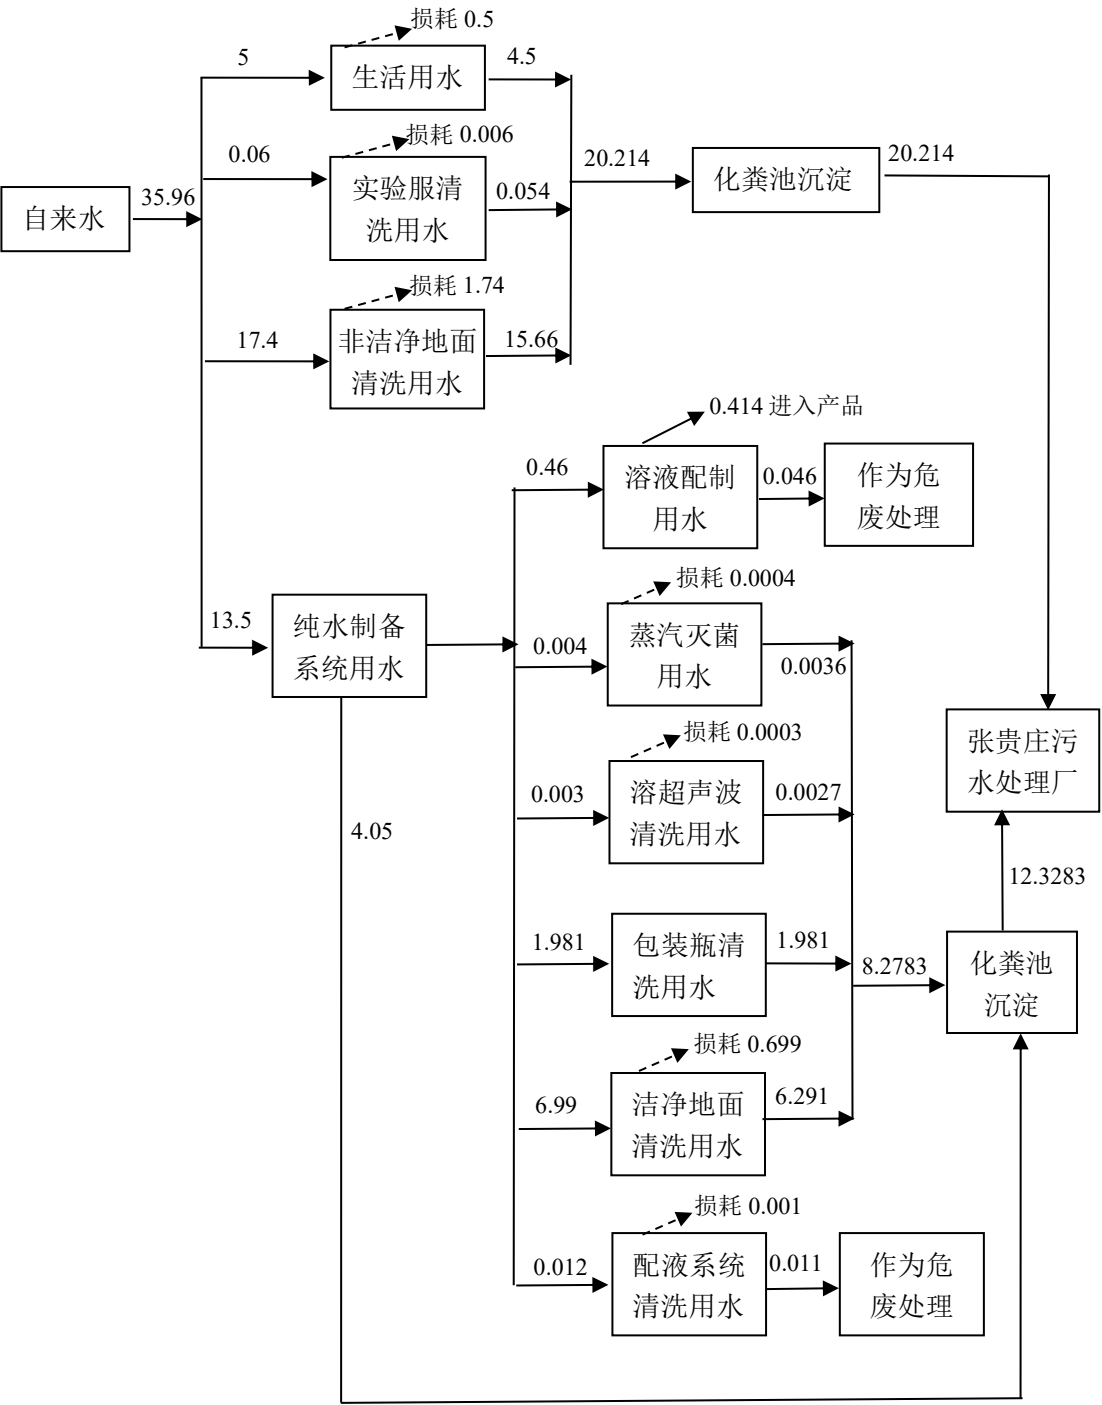 损耗 0.5
5
生活用水
4.5
损耗 0.006
0.06
实验服清
洗用水
0.054
20.214
化粪池沉淀
20.214
自来水
35.96
损耗 1.74
17.4
非洁净地面
清洗用水
15.66
0.414 进入产品
0.46
溶液配制
用水
0.046
作为危
废处理
损耗 0.0004
13.5
纯水制备
系统用水
0.004
蒸汽灭菌
用水
0.0036
损耗 0.0003
0.003
溶超声波
清洗用水
0.0027
张贵庄污
水处理厂
4.05
12.3283
1.981
包装瓶清
洗用水
1.981
8.2783
化粪池
沉淀
损耗 0.699
6.99
洁净地面
清洗用水
6.291
损耗 0.001
0.012
配液系统
清洗用水
0.011
作为危
废处理